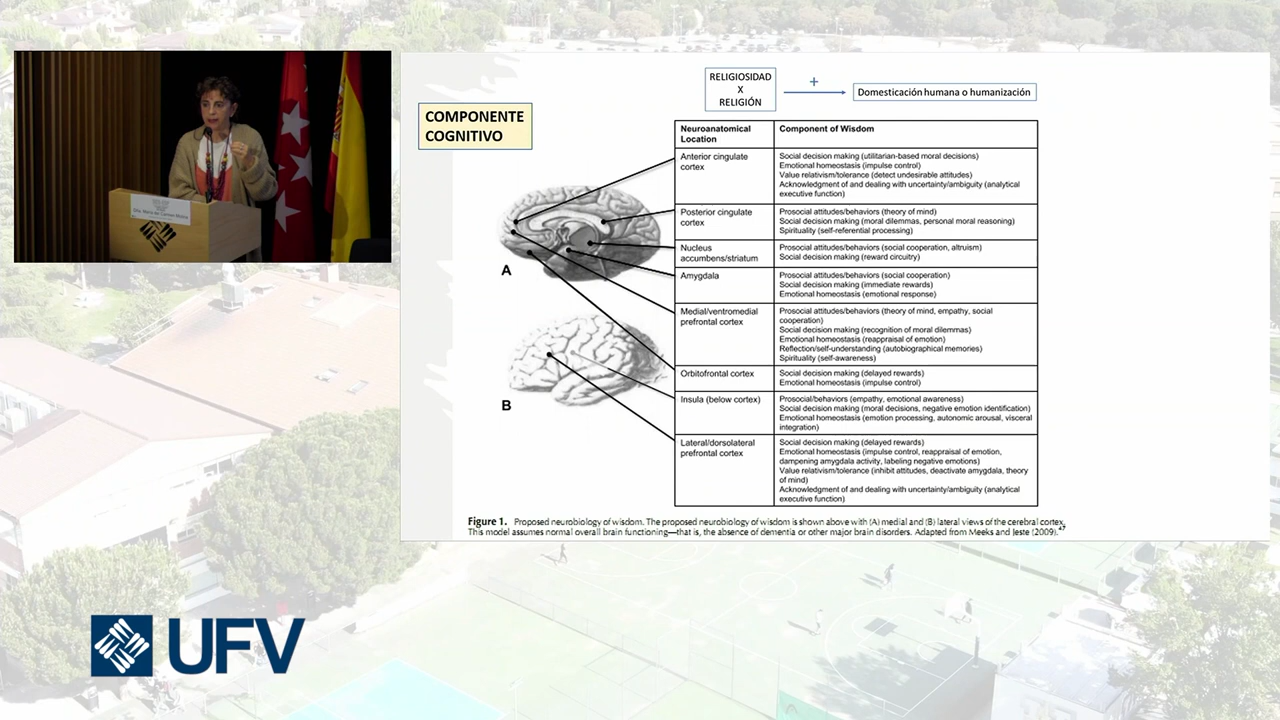 RELIGIOSIDAD
X
RELIGIÓN
+
Domesticación humana o humanización
COMPONENTE
COGNITIVO
Neuroanatomical
Location
Component of Wisdom
Anterior cingulate
cortex
Social decision making (utilitarian-based moral decisions)
Emotional homeostasis (impulse control)
Value relativism/tolerance (detect undesirable attitudes)
Acknowledgment of and dealing with uncertainty/ambiguity (analytical
executive function)
Posterior cingulate
cortex
Prosocial attitudes/behaviors (theory of mind)
Social decision making (moral dilemmas, personal moral reasoning)
Spirituality (self-referential processing)
Nucleus
accumbens/striatum
Prosocial attitudes/behaviors (social cooperation, altruism)
Social decision making (reward circuitry)
Amygdala
Prosocial attitudes/behaviors (social cooperation)
Social decision making (immediate rewards)
Emotional homeostasis (emotional response)
Medial/ventromedial
prefrontal cortex
Prosocial attitudes/behaviors (theory of mind, empathy, social
cooperation)
Social decision making (recognition of moral dilemmas)
Emotional homeostasis (reappraisal of emotion)
Reflection/self-understanding (autobiographical memories)
Spirituality (self-awareness)
Orbitofrontal cortex
Social decision making (delayed rewards)
Emotional homeostasis (impulse control)
Insula (below cortex)
Prosocial/behaviors (empathy, emotional awareness)
Social decision making (moral decisions, negative emotion identification)
Emotional homeostasis (emotion processing, autonomic arousal, visceral
integration)
Lateral/dorsolateral
prefrontal cortex
Social decision making (delayed rewards)
Emotional homeostasis (impulse control, reappraisal of emotion,
dampening amygdala activity, labeling negative emotions)
Value relativism/tolerance (inhibit attitudes, deactivate amygdala, theory
of mind)
Acknowledgment of and dealing with uncertainty/ambiguity (analytical
executive function)
A
B
Figure 1. Proposed neurobiology of wisdom. The proposed neurobiology of wisdom is shown above with (A) medial and (B) lateral views of the cerebral cortex.
This model assumes normal overall brain functioning—that is, the absence of dementia or other major brain disorders. Adapted from Meeks and Jeste (2009).47
UFV